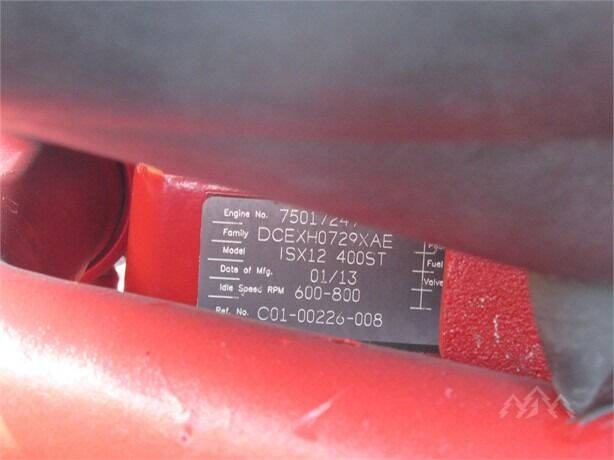 Engine No. 7501724
Family DCEXH0729XAE
Model ISX12 400ST
Fuel
Date of Mfg. 01/13
Valve
Idle Speed RPM 600-800
Ref. No. C01-00226-008